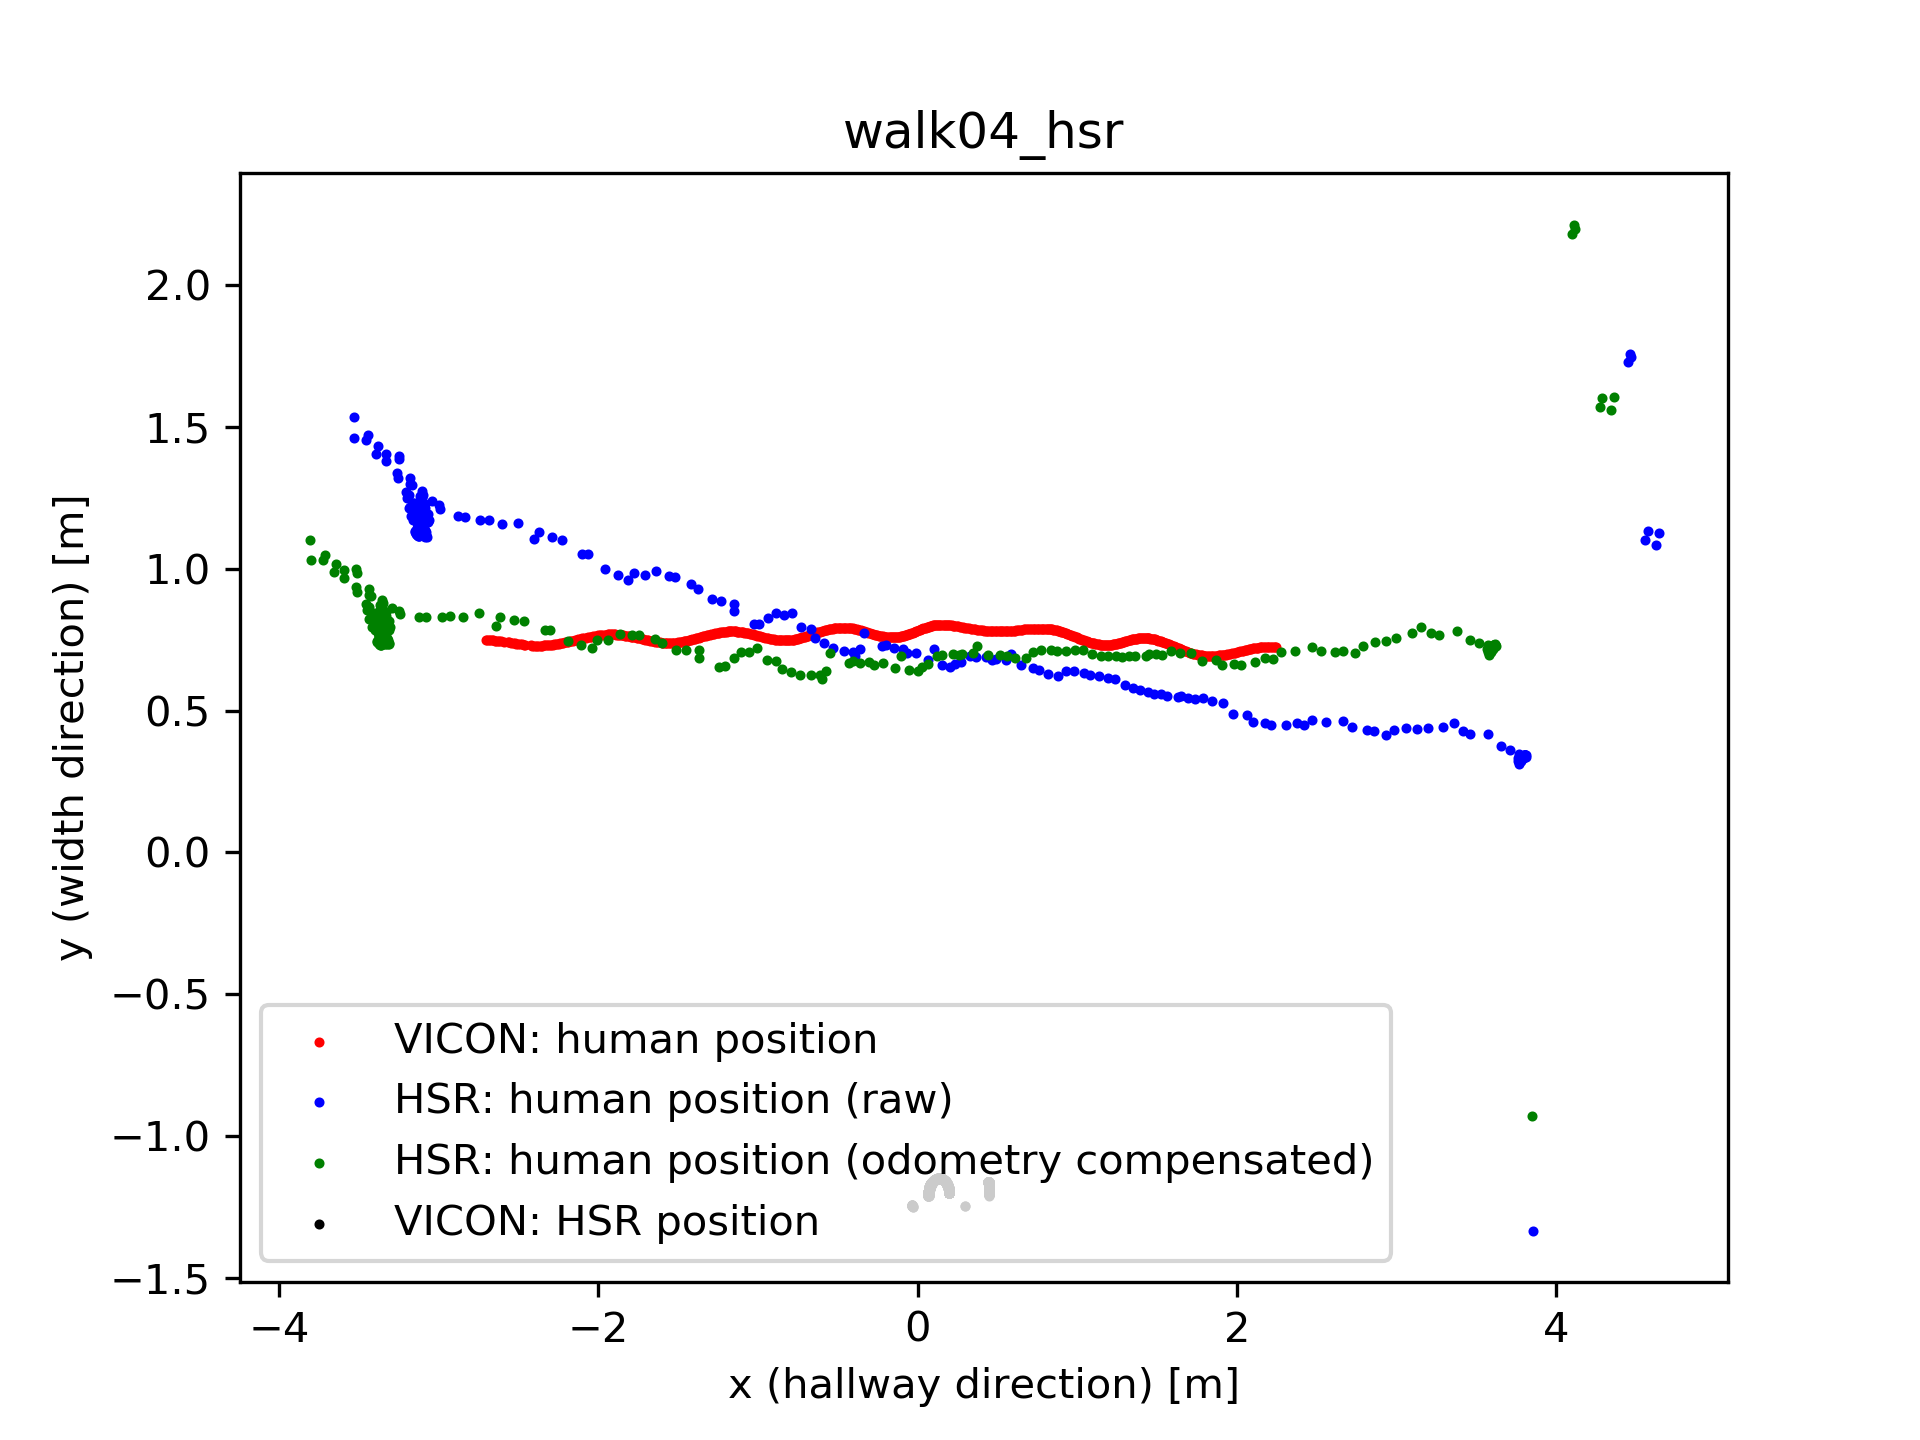 walk04_hsr
y (width direction) [m]
2.0
1.5
1.0
0.5
0.0
−0.5
−1.0
−1.5
VICON: human position
HSR: human position (raw)
HSR: human position (odometry compensated)
VICON: HSR position
−4
−2
0
2
4
x (hallway direction) [m]